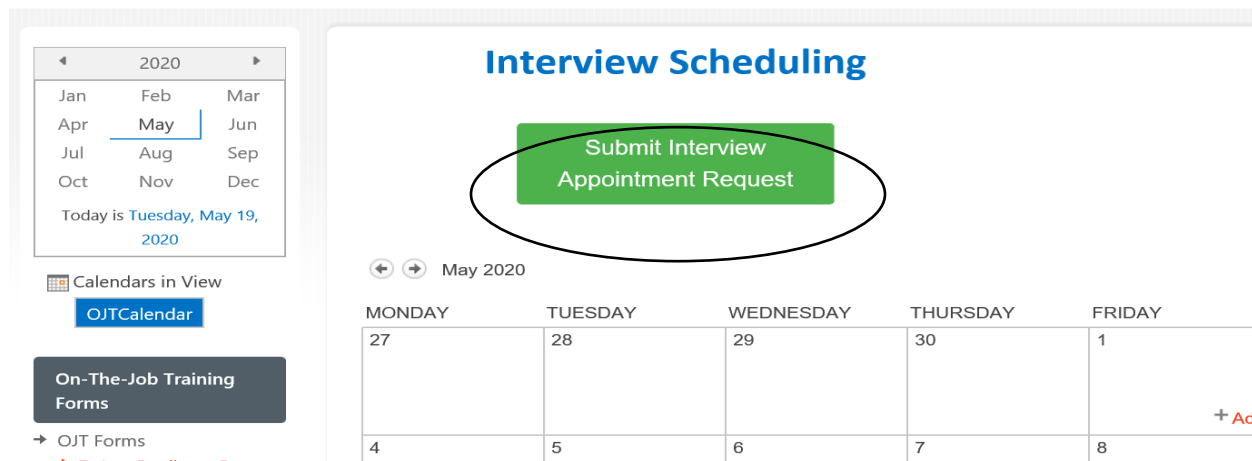 2020
Jan Feb Mar
Apr May Jun
Jul Aug Sep
Oct Nov Dec
Today is Tuesday, May 19,
2020
Calendars in View
OJTCalendar
On-The-Job Training
Forms
OJT Forms
Interview Scheduling
Submit Interview
Appointment Request
May 2020
MONDAY TUESDAY WEDNESDAY THURSDAY FRIDAY
27 28 29 30 1
+ Ad
4 5 6 7 8